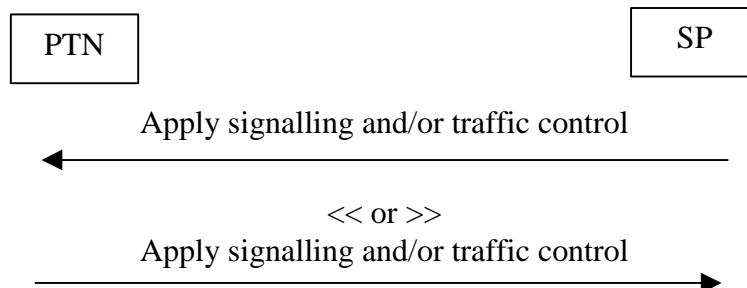 PTN
SP
Apply signalling and/or traffic control
<< or >>
Apply signalling and/or traffic control